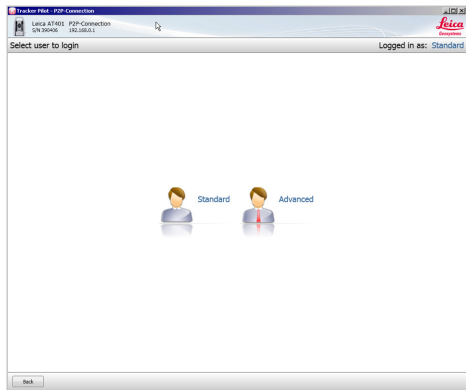 Tracker Pilot - P2P-Connection
Leica AT401 P2P-Connection
S/N 390406 192.168.0.1
Leica
Geosystems
Select user to login
Logged in as: Standard
Standard
Advanced
Back